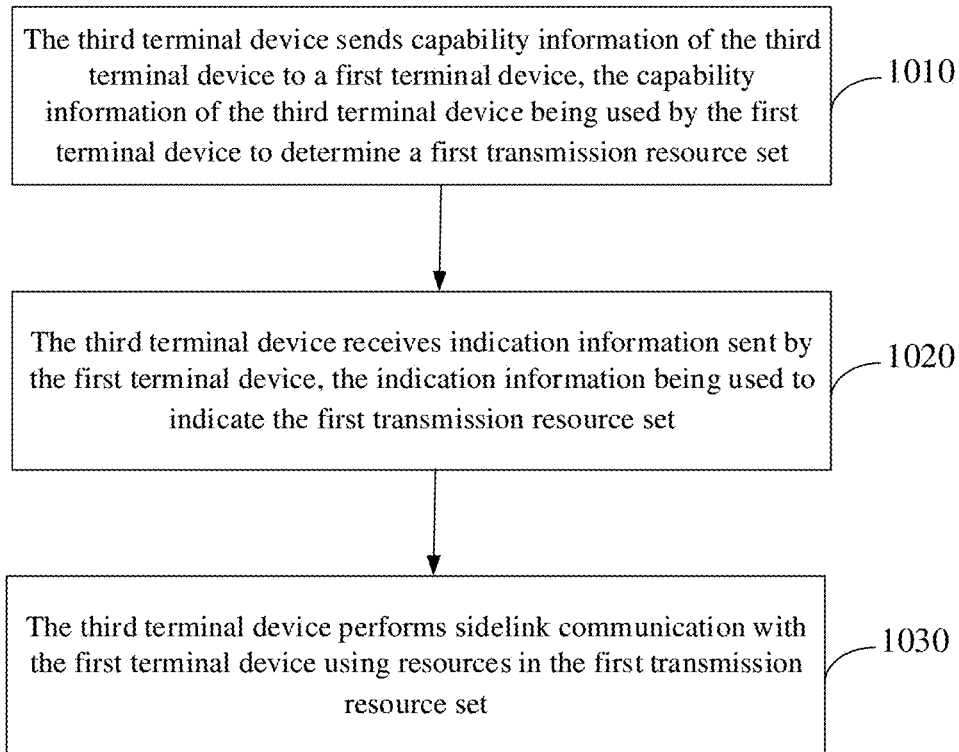 The third terminal device sends capability information of the third
terminal device to a first terminal device, the capability
information of the third terminal device being used by the first
terminal device to determine a first transmission resource set
1010
The third terminal device receives indication information sent by
the first terminal device, the indication information being used to
indicate the first transmission resource set
1020
The third terminal device performs sidelink communication with
the first terminal device using resources in the first transmission
resource set
1030